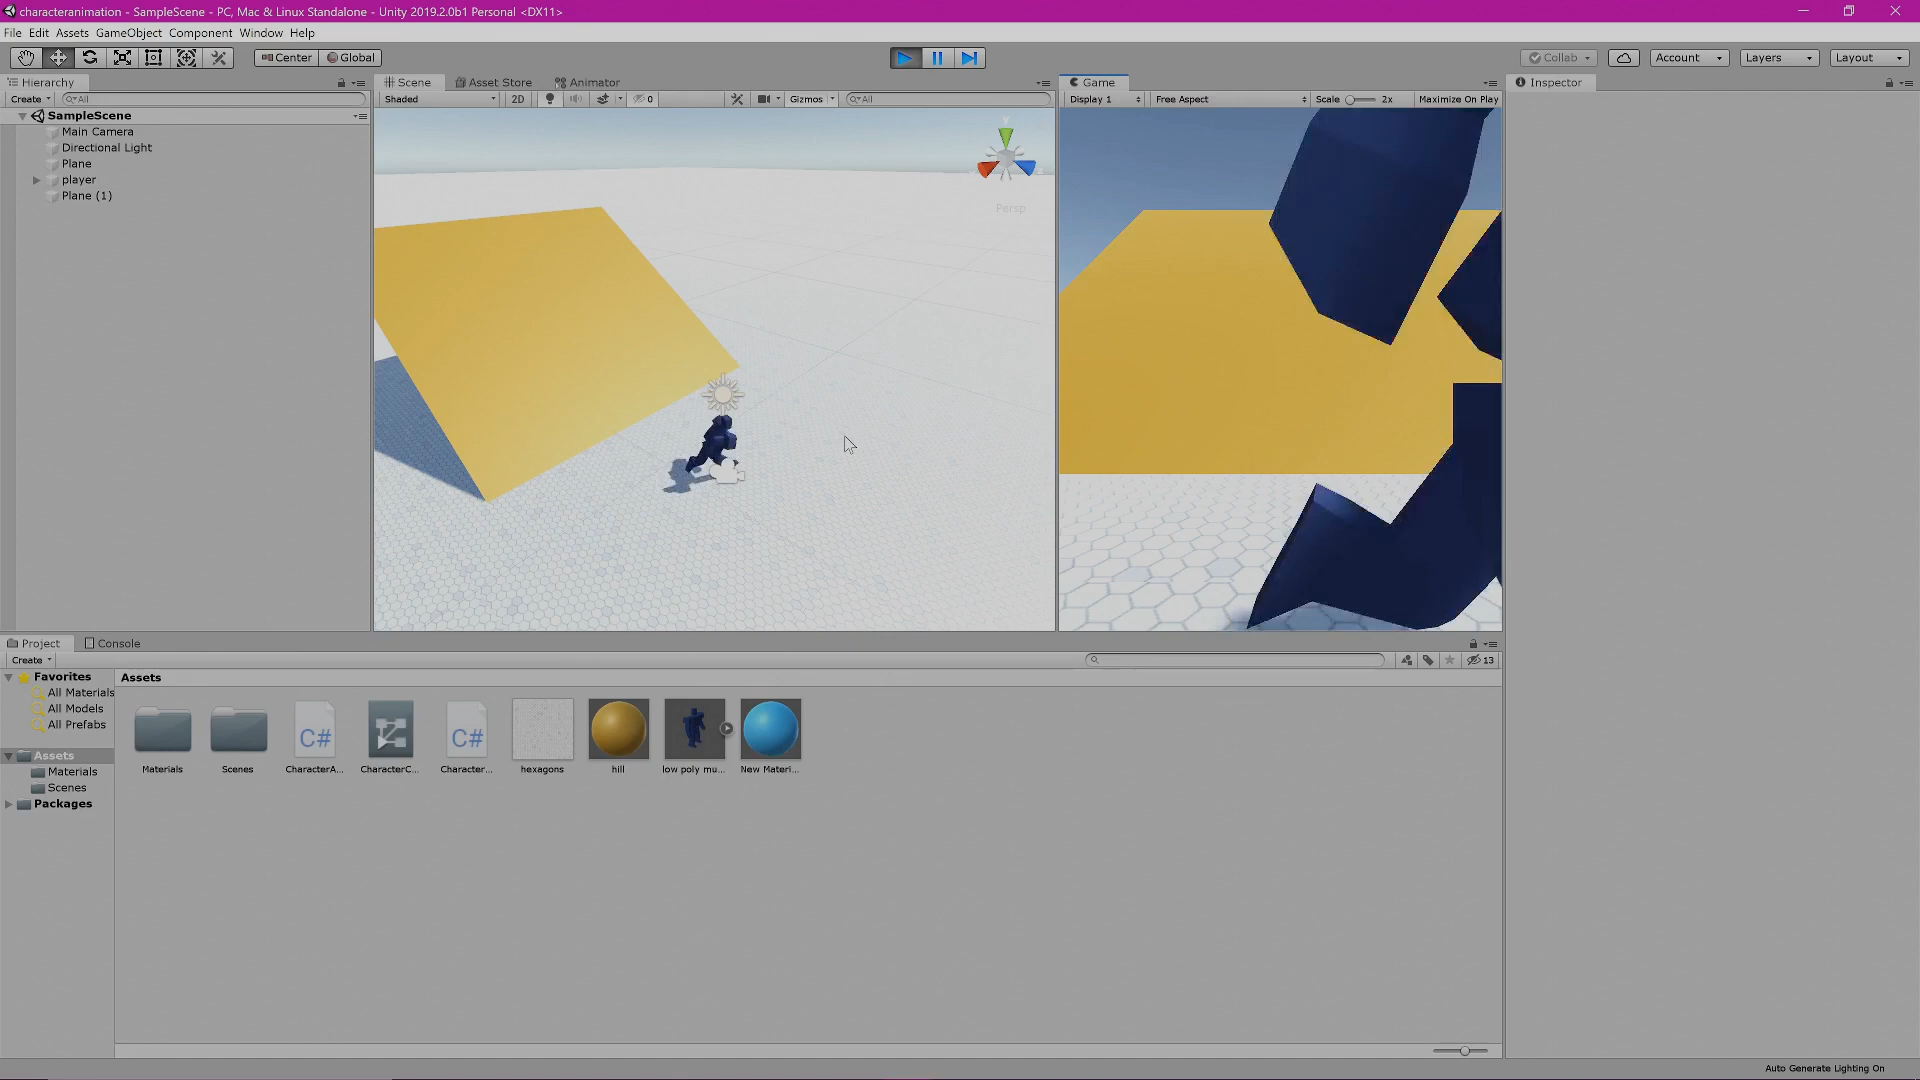 characteranimation - SampleScene - PC, Mac & Linux Standalone - Unity 2019.2.0b1 Personal <DX11>
File Edit Assets GameObject Component Window Help
Center Global Collab Account Layers Layout
Hierarchy
Create All
SampleScene
Main Camera
Directional Light
Plane
player
Plane (1)
Scene Asset Store Animator
Shaded 2D 0 Gizmos All
y
Persp
Game
Display 1 Free Aspect Scale 2x Maximize On Play
Inspector
Project Console
Create 13
Favorites
All Materials
All Models
All Prefabs
Assets
Materials
Scenes
Packages
Assets
C# C#
Materials Scenes CharacterA... CharacterC... Character... hexagons hill low poly mu... New Materi...
Auto Generate Lighting On